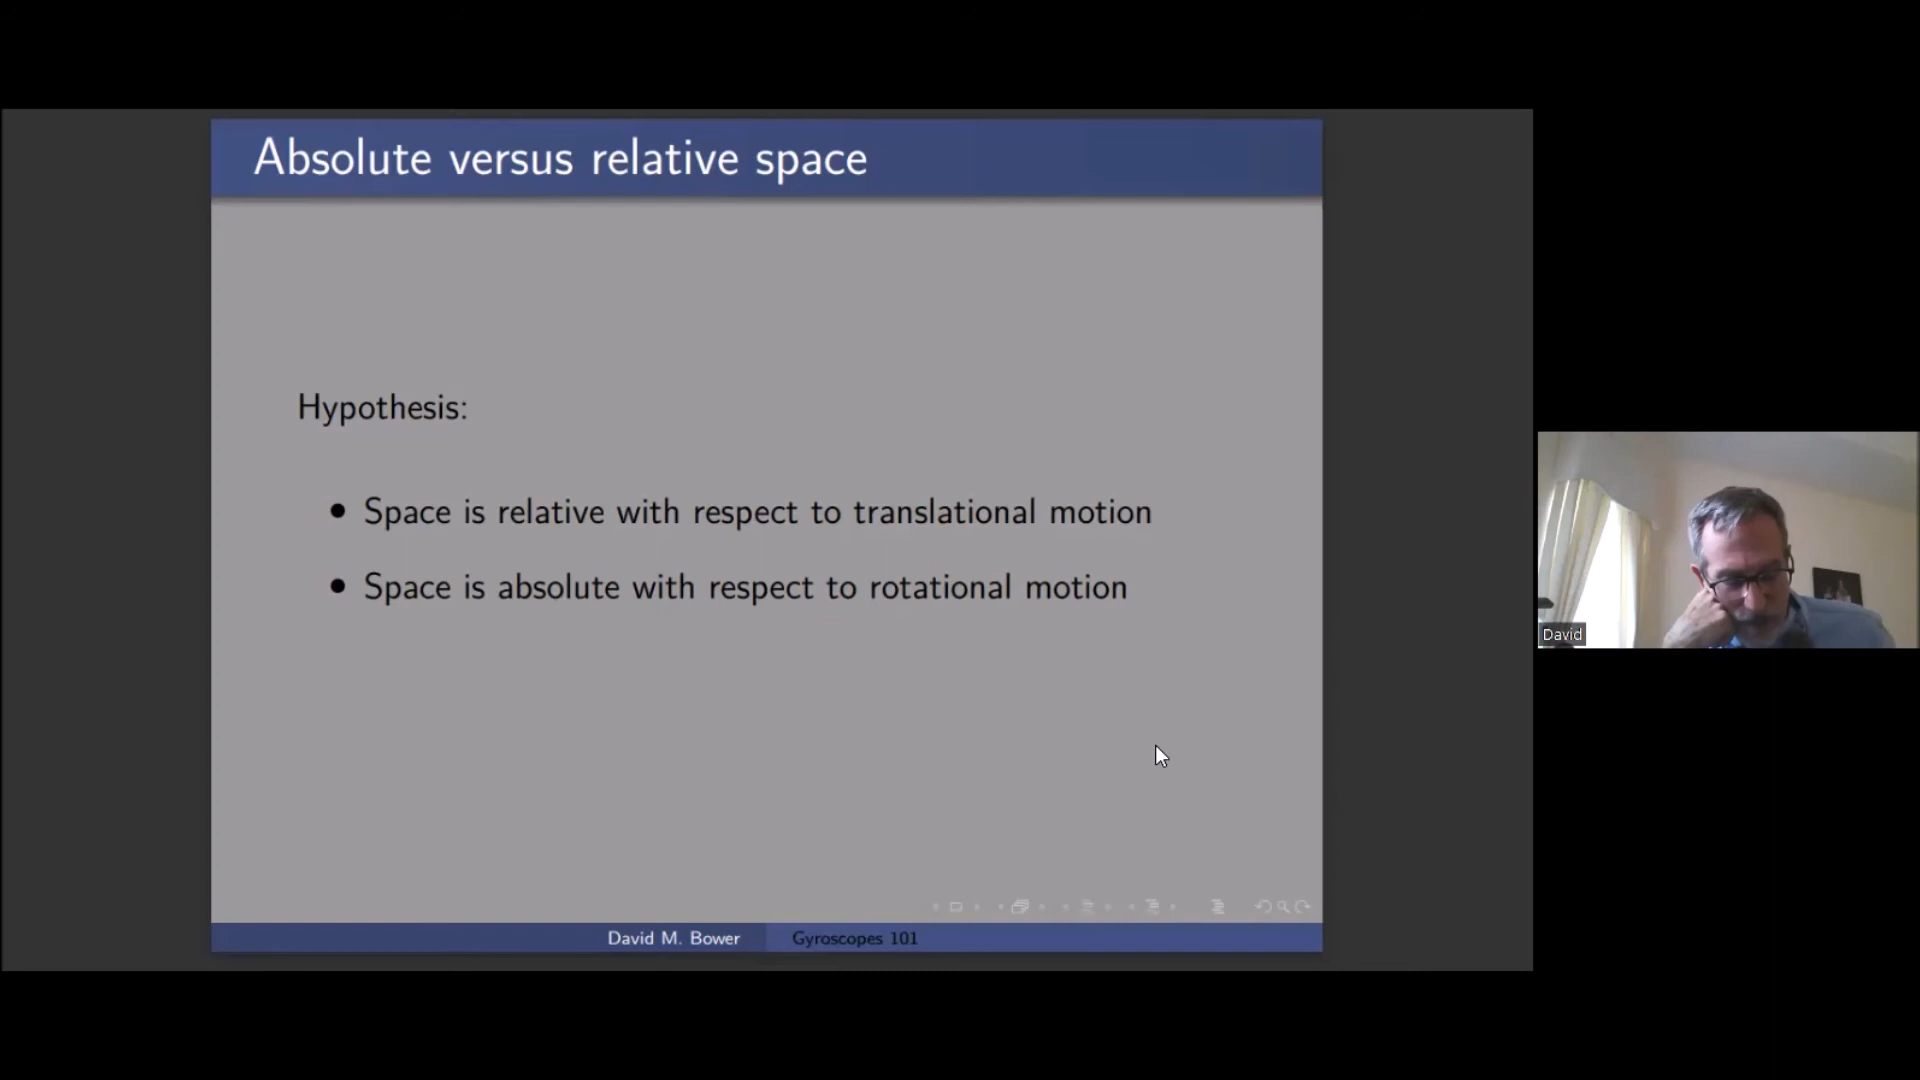 Absolute versus relative space
Hypothesis:
• Space is relative with respect to translational motion
• Space is absolute with respect to rotational motion
David
David M. Bower
Gyroscopes 101